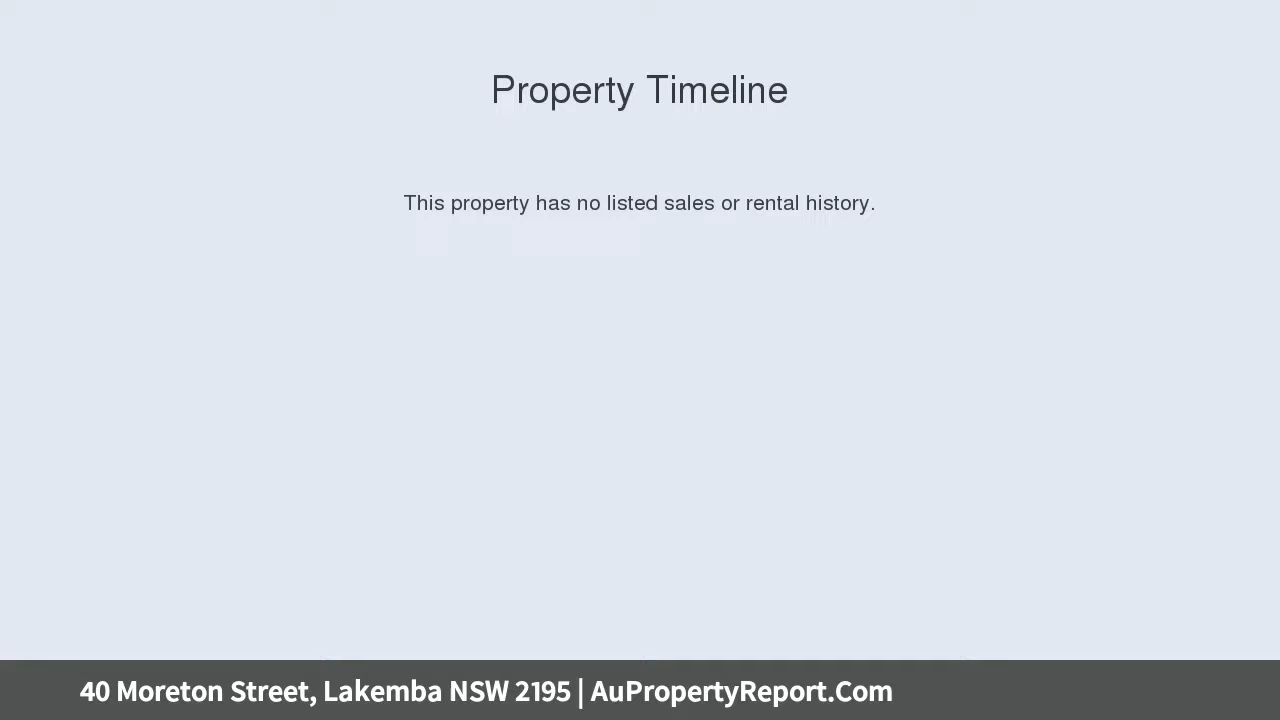 Property Timeline
This property has no listed sales or rental history.
40 Moreton Street, Lakemba NSW 2195 | AuPropertyReport.Com